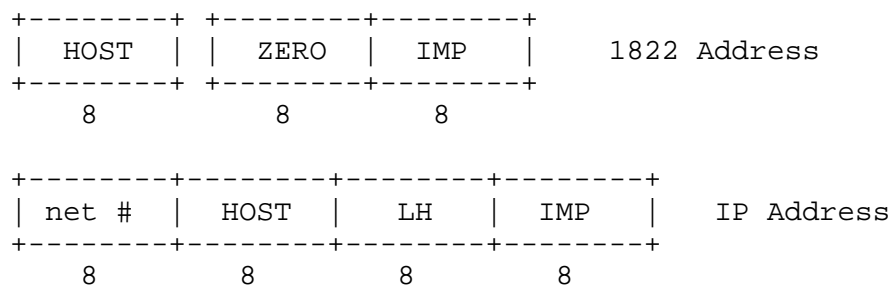 +--------+ +--------+--------+
| HOST | | ZERO | IMP | 1822 Address
+--------+ +--------+--------+
8 8 8
+--------+--------+--------+--------+
| net # | HOST | LH | IMP | IP Address
+--------+--------+--------+--------+
8 8 8 8